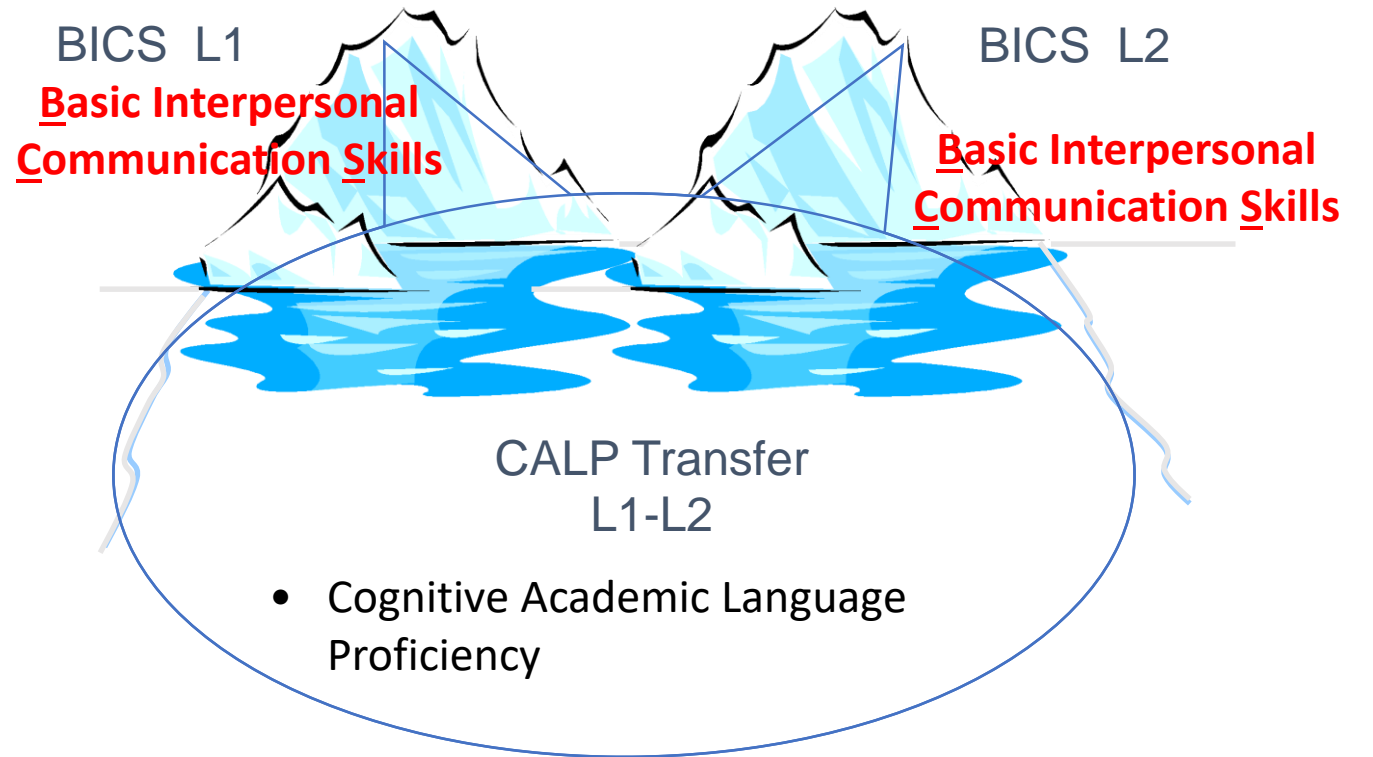 BICS L1
Basic Interpersonal
Communication Skills
BICS L2
Basic Interpersonal
Communication Skills
CALP Transfer
L1-L2
• Cognitive Academic Language
Proficiency